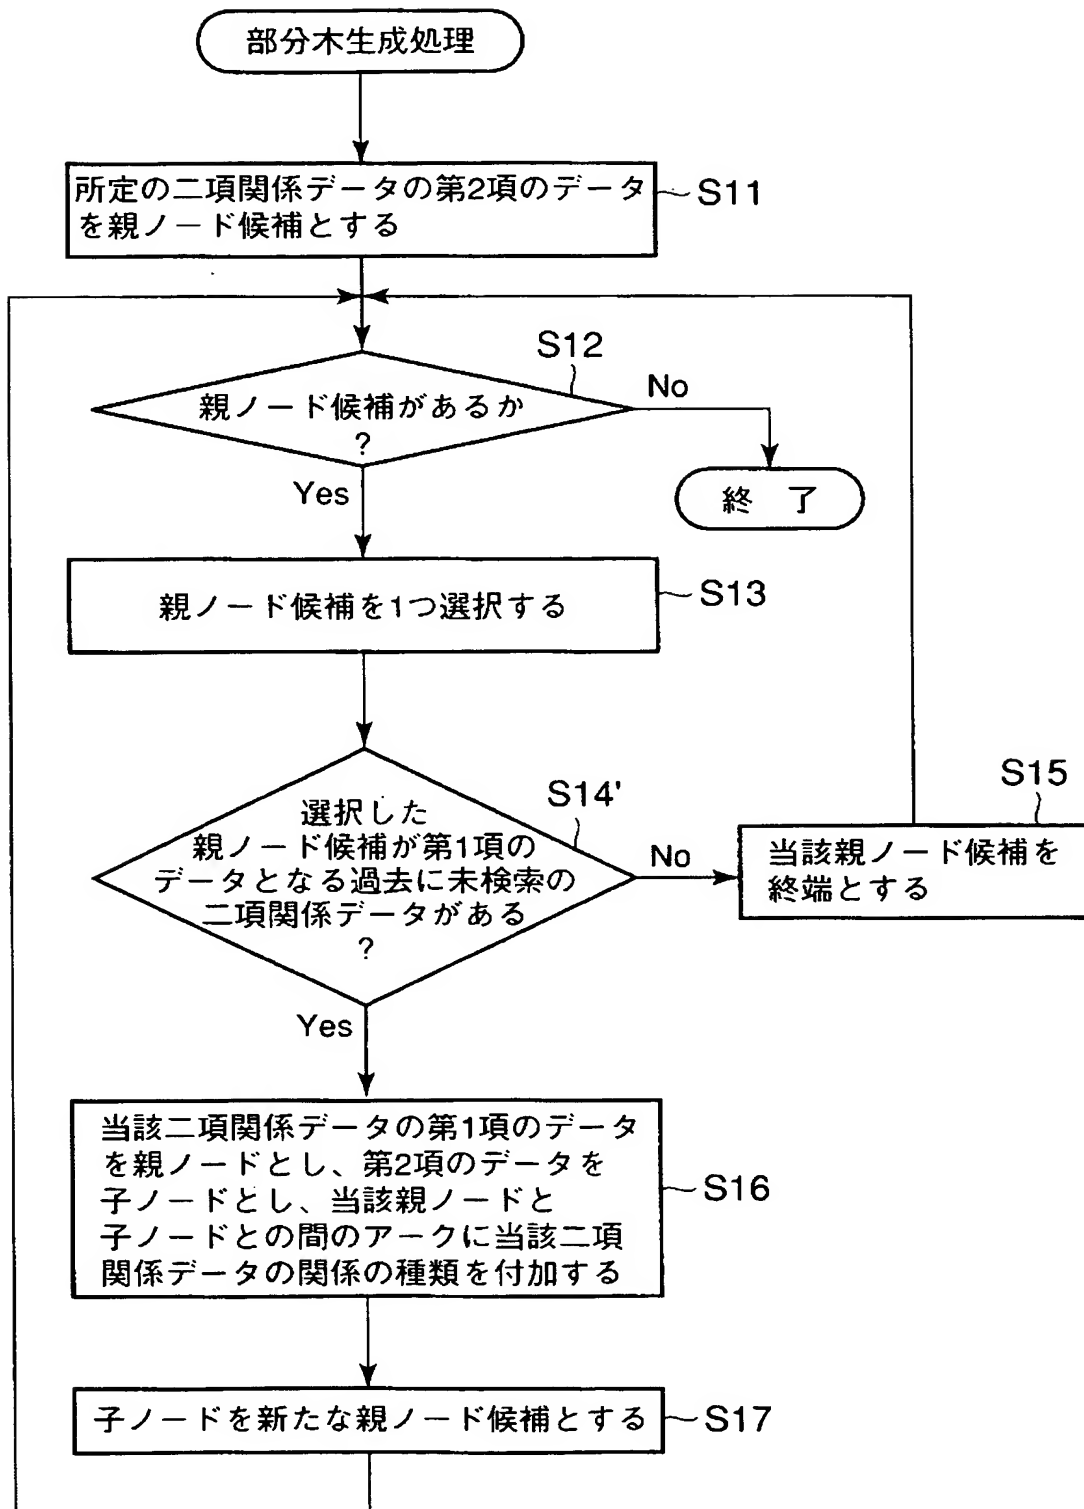 部分木生成処理
所定の二項関係データの第2項のデータ
を親ノード候補とする
S11
S12
親ノード候補があるか
?
No
Yes
終 了
親ノード候補を1つ選択する
S13
S14'
選択した
親ノード候補が第1項の
データとなる過去に未検索の
二項関係データがある
?
No
S15
当該親ノード候補を
終端とする
Yes
当該二項関係データの第1項のデータ
を親ノードとし、第2項のデータを
子ノードとし、当該親ノードと
子ノードとの間のアークに当該二項
関係データの関係の種類を付加する
S16
子ノードを新たな親ノード候補とする
S17